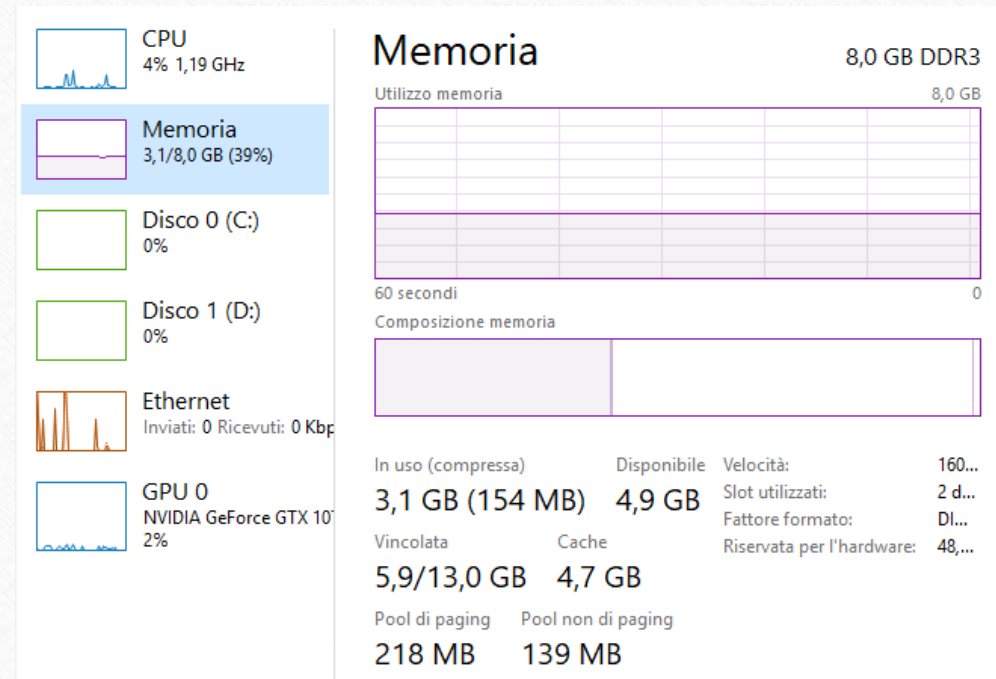 CPU
4% 1,19 GHz
Memoria
3,1/8,0 GB (39%)
Disco 0 (C:)
0%
Disco 1 (D:)
0%
Ethernet
Inviati: 0 Ricevuti: 0 Kbp
GPU 0
NVIDIA GeForce GTX 10
2%
Memoria 8,0 GB DDR3
Utilizzo memoria 8,0 GB
60 secondi 0
Composizione memoria
In uso (compressa) Disponibile
3,1 GB (154 MB) 4,9 GB
Vincolata Cache
5,9/13,0 GB 4,7 GB
Pool di paging Pool non di paging
218 MB 139 MB
Velocità: 160...
Slot utilizzati: 2 d...
Fattore formato: DI...
Riservata per l'hardware: 48,...